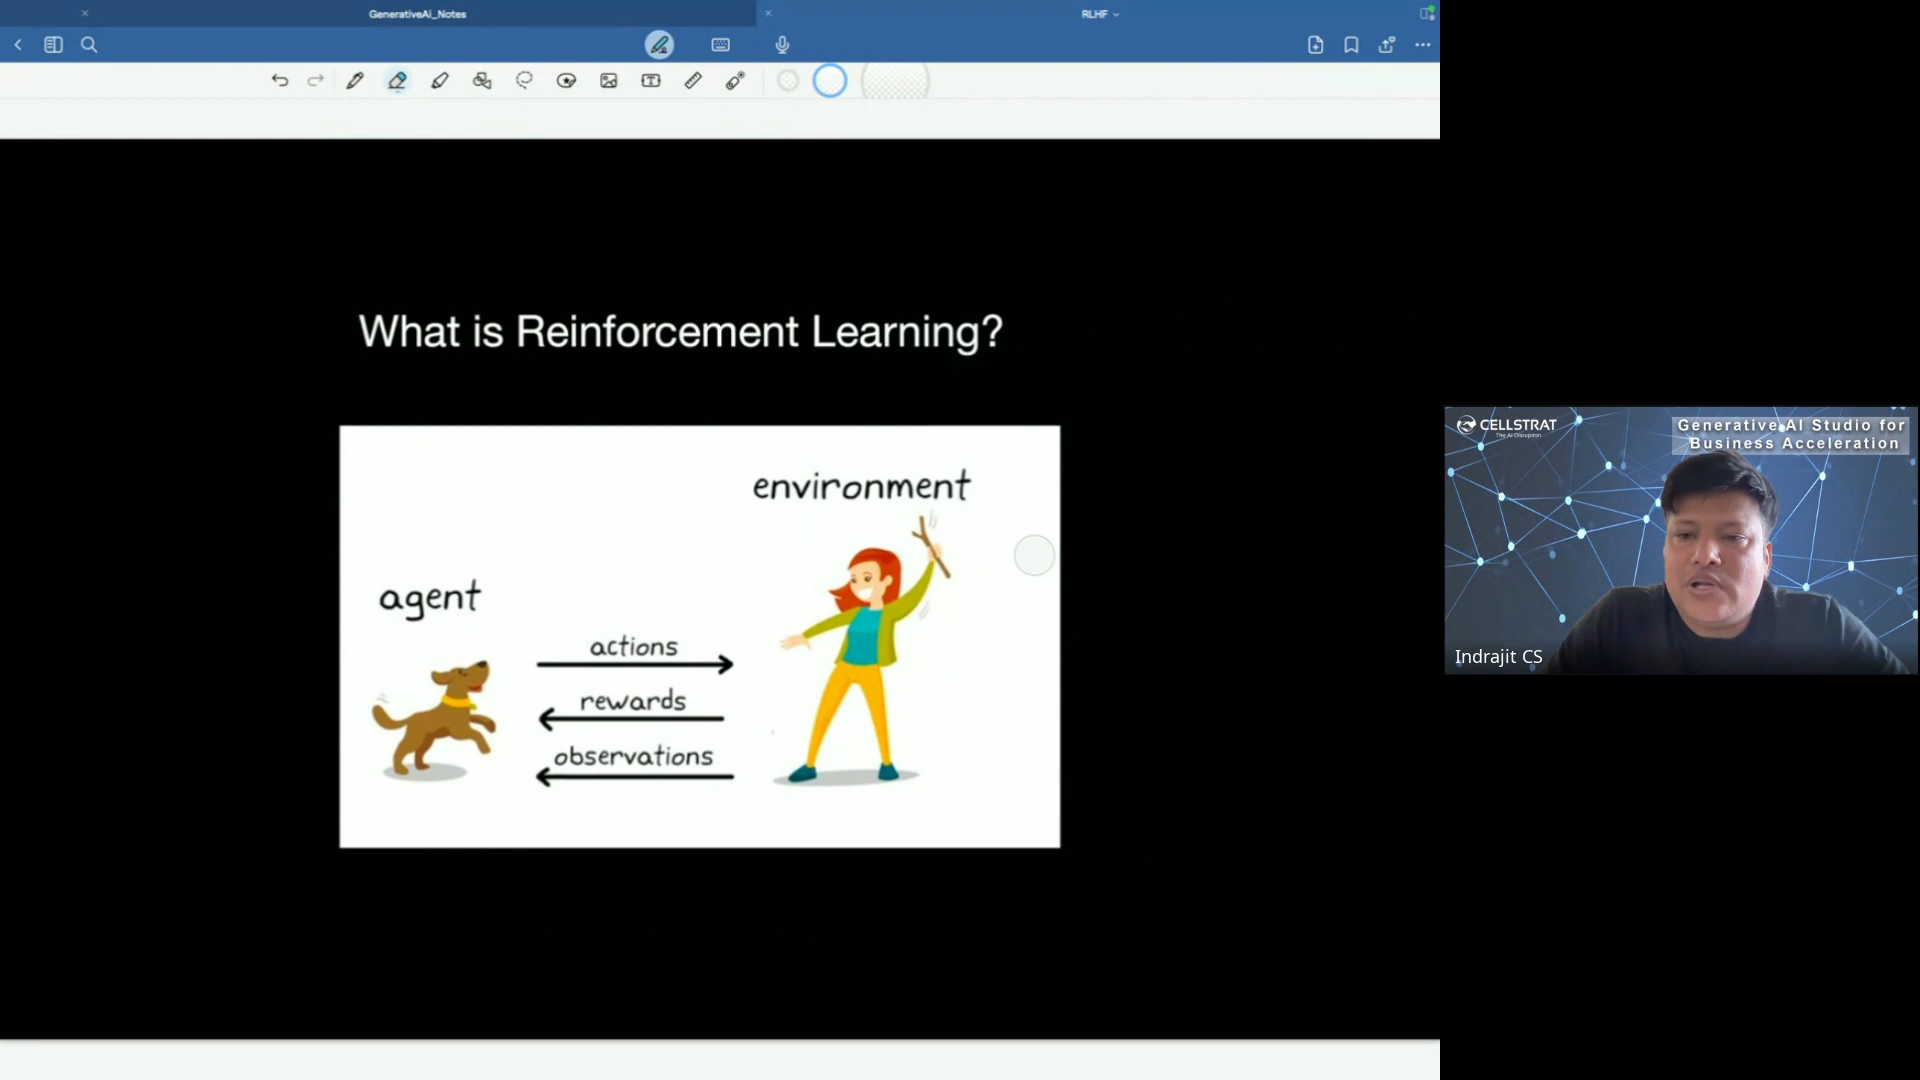 GenerativeAi_Notes
RLHF
What is Reinforcement Learning?
environment
agent
actions
rewards
observations
CELLSTRAT
The AI Disruption
Generative AI Studio for
Business Acceleration
Indrajit CS